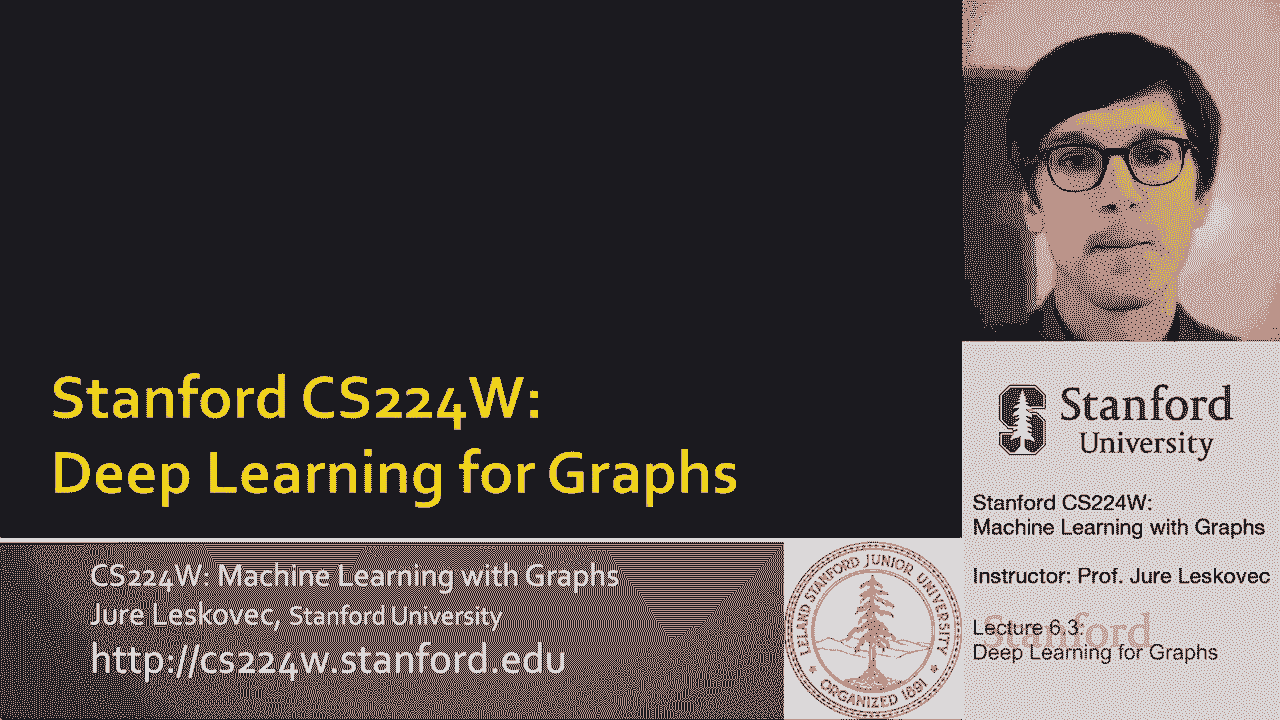 Stanford CS224W:
Deep Learning for Graphs
CS224W: Machine Learning with Graphs
Jure Leskovec, Stanford University
http://cs224w.stanford.edu
LELAND STANFORD JUNIOR UNIVERSITY
ORGANIZED 1891
Stanford
University
Stanford CS224W:
Machine Learning with Graphs
Instructor: Prof. Jure Leskovec
Lecture 6.3:
Deep Learning for Graphs
Stanford